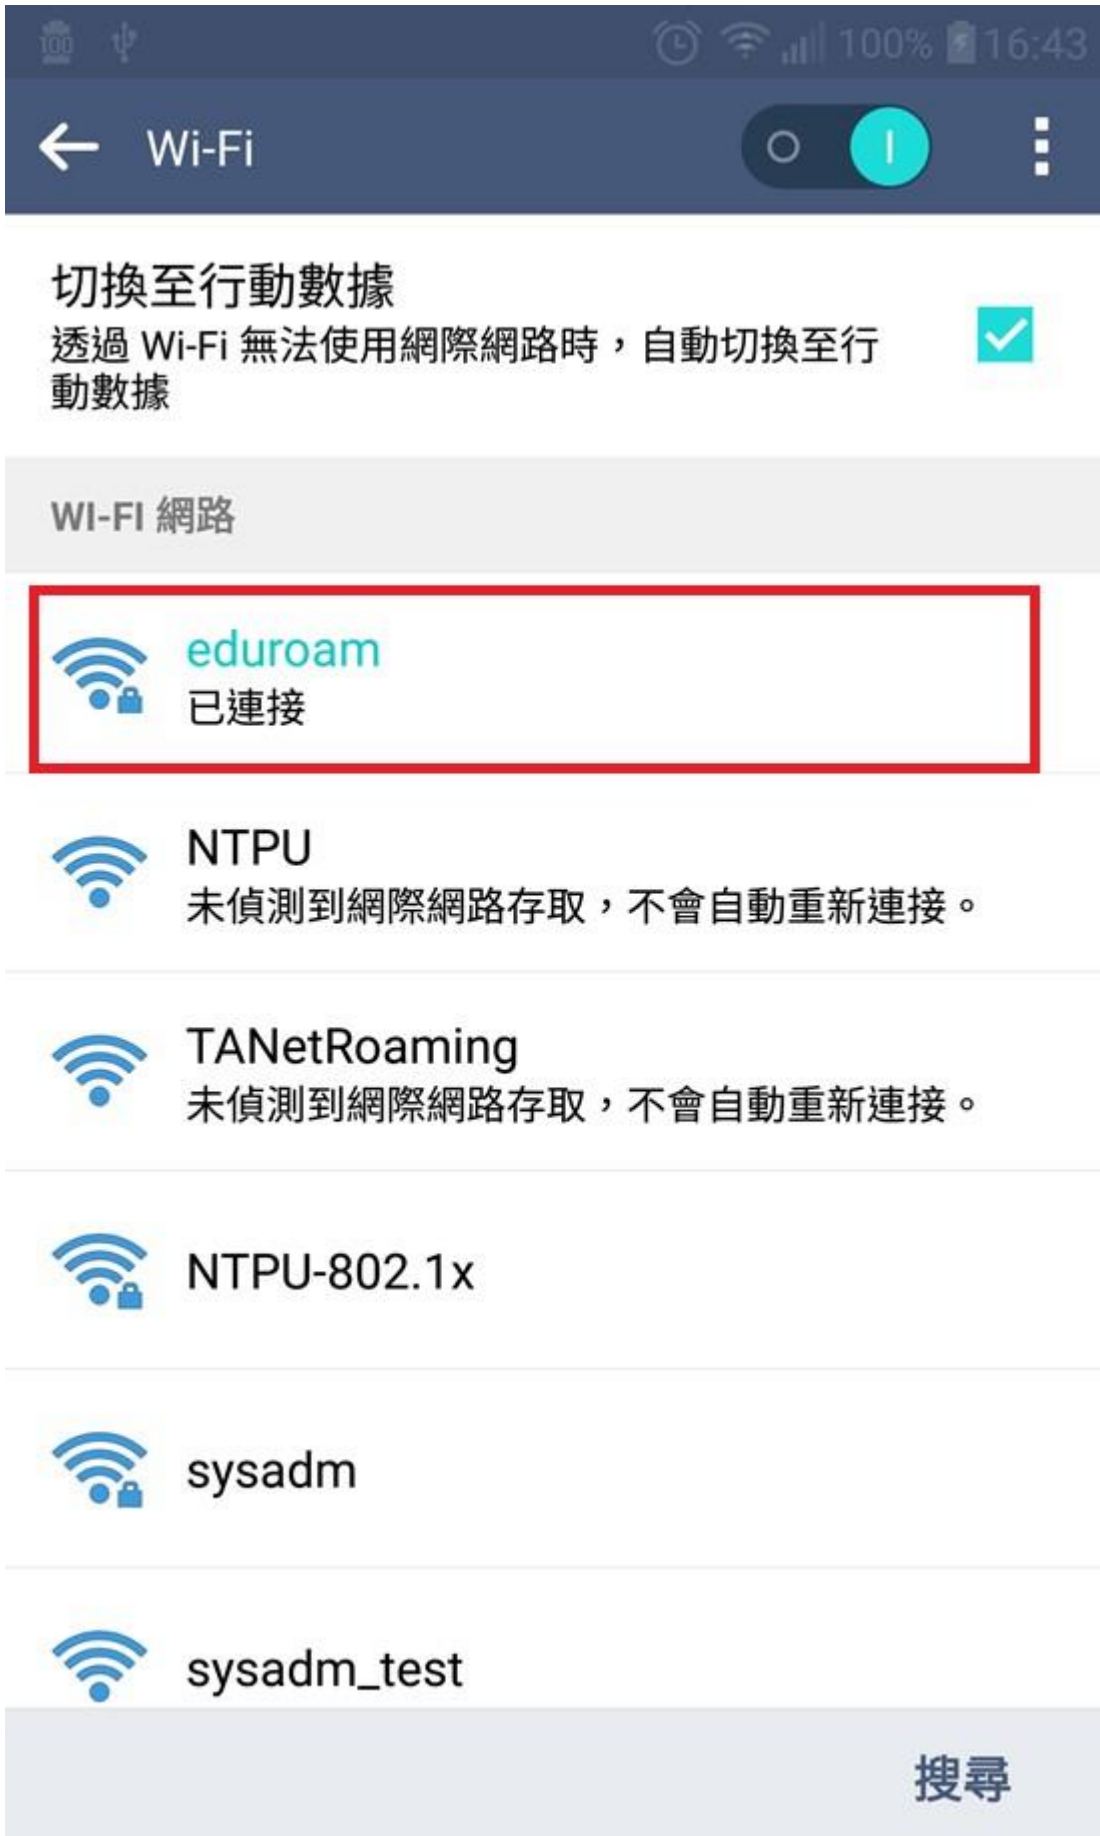 100
100% 16:43
Wi-Fi
切換至行動數據
透過 Wi-Fi 無法使用網際網路時，自動切換至行
動數據
WI-FI 網路
eduroam
已連接
NTPU
未偵測到網際網路存取，不會自動重新連接。
TANetRoaming
未偵測到網際網路存取，不會自動重新連接。
NTPU-802.1x
sysadm
sysadm_test
搜尋